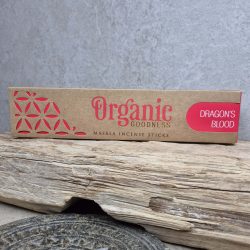 Organic
GOODNESS
MASALA INCENSE STICKS
DRAGON'S
BLOOD